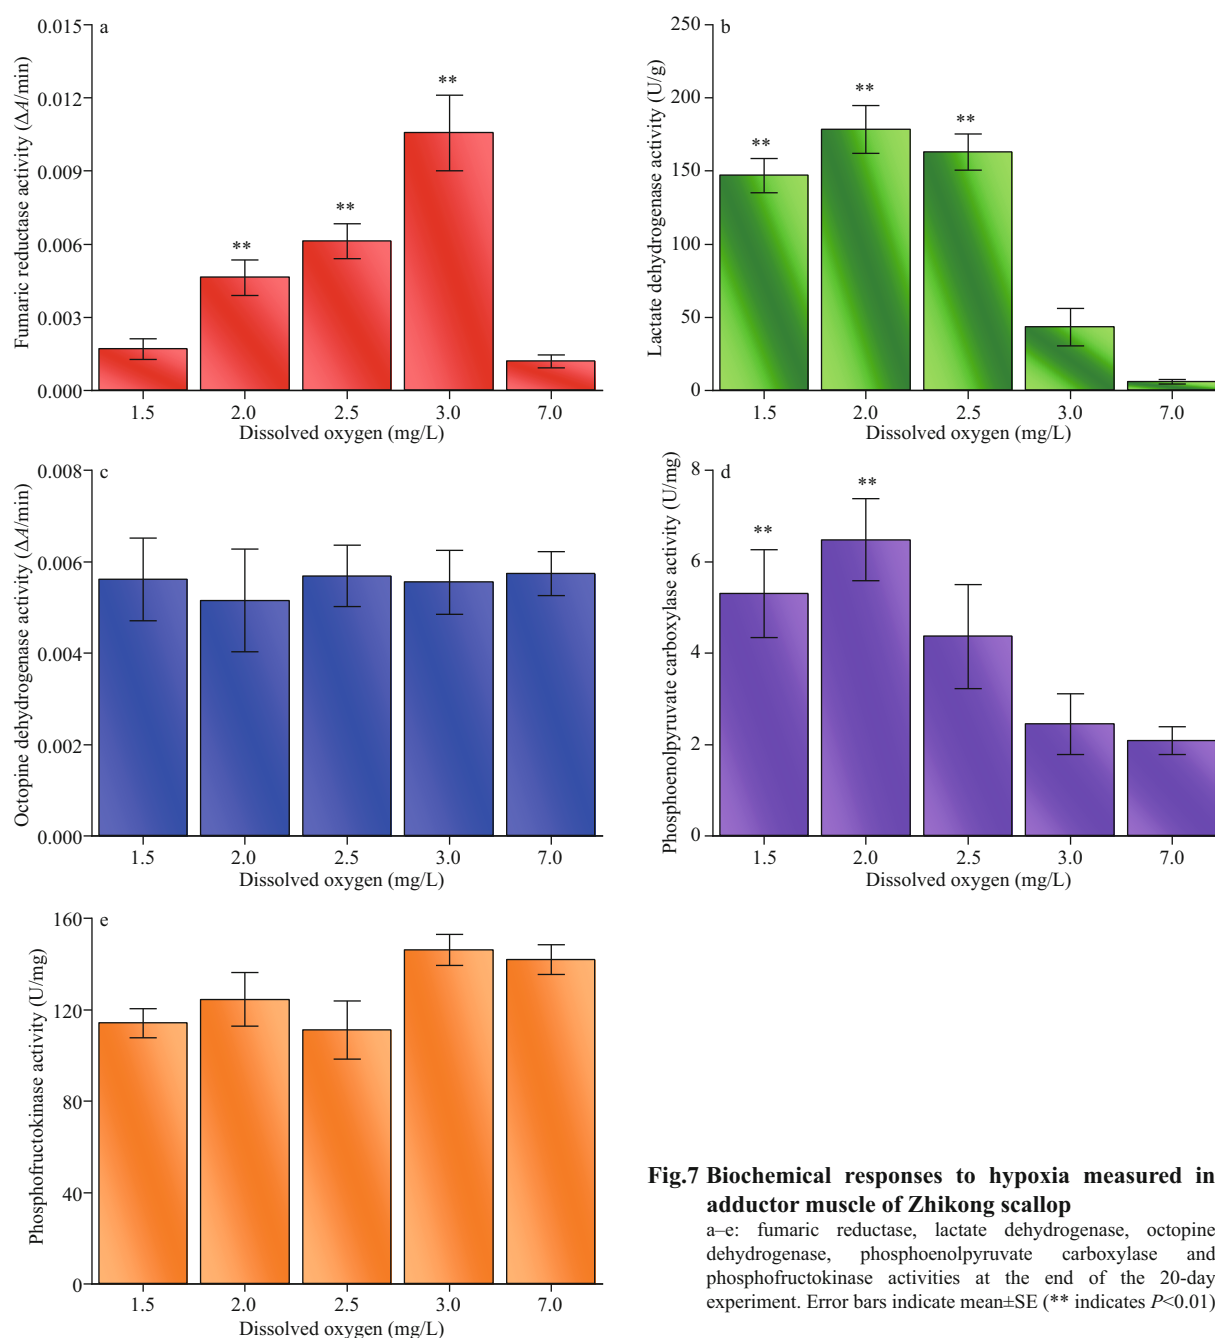 a
0.015
0.012
0.009
0.006
0.003
0.000
Fumaric reductase activity (ΔA/min)
**
**
**
1.5 2.0 2.5 3.0 7.0
Dissolved oxygen (mg/L)
b
250
200
150
100
50
0
Lactate dehydrogenase activity (U/g)
**
**
**
1.5 2.0 2.5 3.0 7.0
Dissolved oxygen (mg/L)
c
0.008
0.006
0.004
0.002
0.000
Octopine dehydrogenase activity (ΔA/min)
1.5 2.0 2.5 3.0 7.0
Dissolved oxygen (mg/L)
d
8
6
4
2
0
Phosphoenolpyruvate carboxylase activity (U/mg)
**
**
1.5 2.0 2.5 3.0 7.0
Dissolved oxygen (mg/L)
e
160
120
80
40
0
Phosphofructokinase activity (U/mg)
1.5 2.0 2.5 3.0 7.0
Dissolved oxygen (mg/L)
Fig.7 Biochemical responses to hypoxia measured in
adductor muscle of Zhikong scallop
a–e: fumaric reductase, lactate dehydrogenase, octopine
dehydrogenase, phosphoenolpyruvate carboxylase and
phosphofructokinase activities at the end of the 20-day
experiment. Error bars indicate mean±SE (** indicates P<0.01)